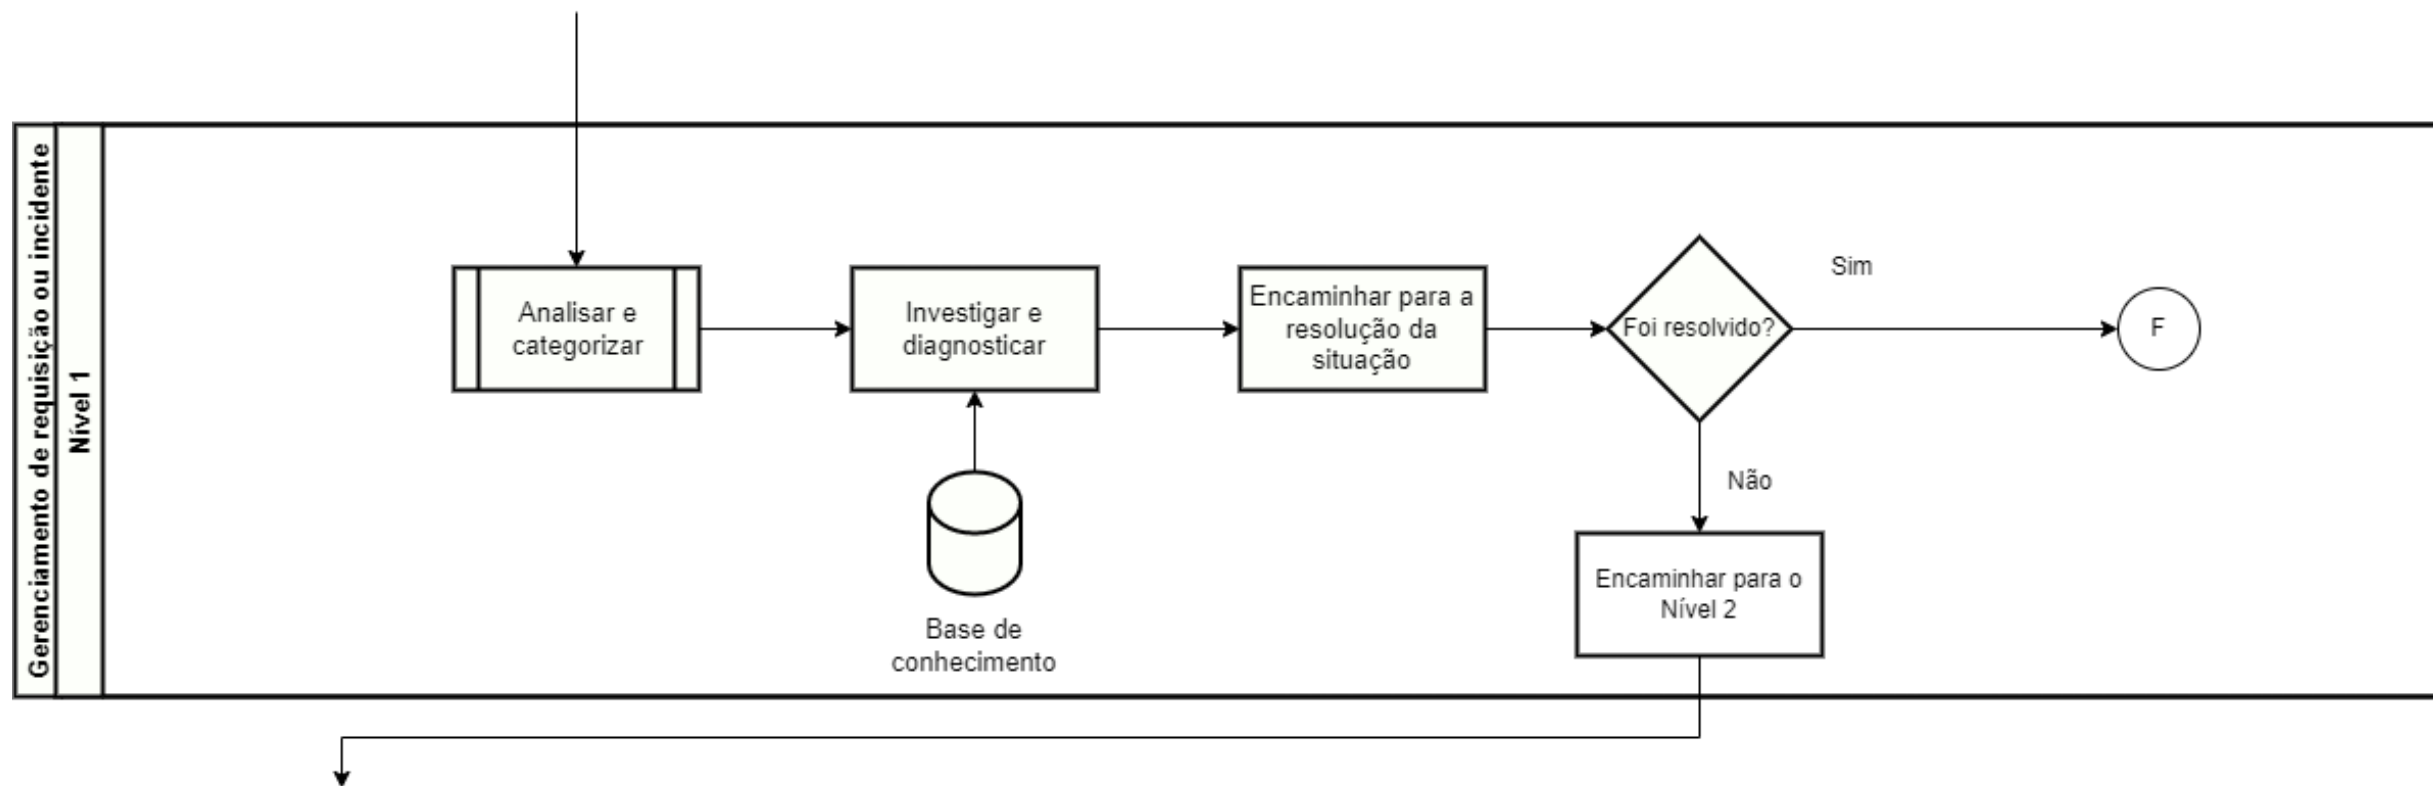 Gerenciamento de requisição ou incidente
Nível 1
Analisar e
categorizar
Investigar e
diagnosticar
Encaminhar para a
resolução da
situação
Foi resolvido?
Sim
F
Não
Encaminhar para o
Nível 2
Base de
conhecimento